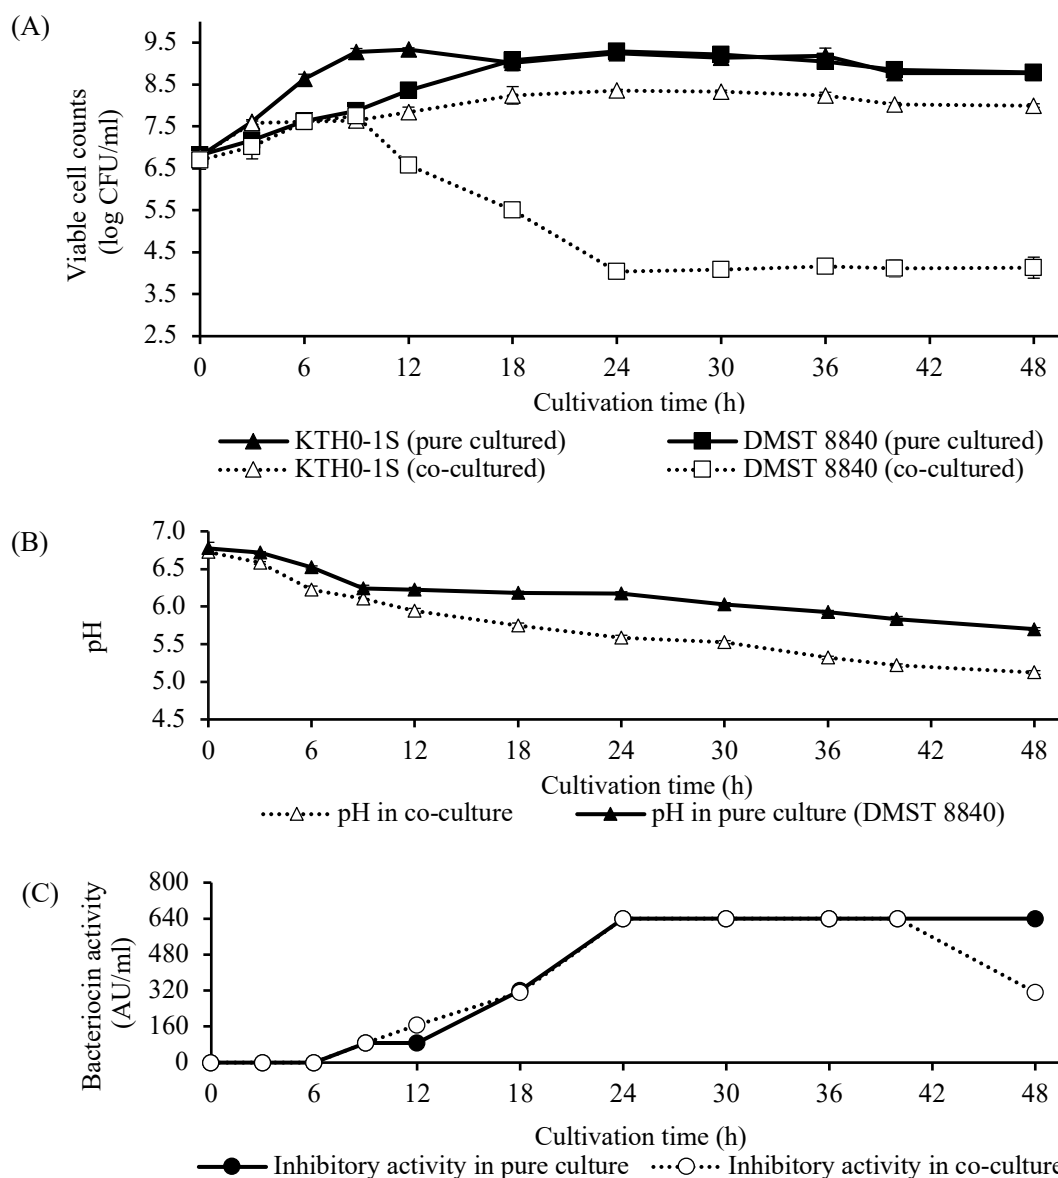 (A)
Viable cell counts
(log CFU/ml)
9.5
8.5
7.5
6.5
5.5
4.5
3.5
2.5
0 6 12 18 24 30 36 42 48
Cultivation time (h)
KTH0-1S (pure cultured) DMST 8840 (pure cultured)
KTH0-1S (co-cultured) DMST 8840 (co-cultured)
(B)
pH
7.0
6.5
6.0
5.5
5.0
4.5
0 6 12 18 24 30 36 42 48
Cultivation time (h)
pH in co-culture pH in pure culture (DMST 8840)
(C)
Bacteriocin activity
(AU/ml)
800
640
480
320
160
0
0 6 12 18 24 30 36 42 48
Cultivation time (h)
Inhibitory activity in pure culture Inhibitory activity in co-culture